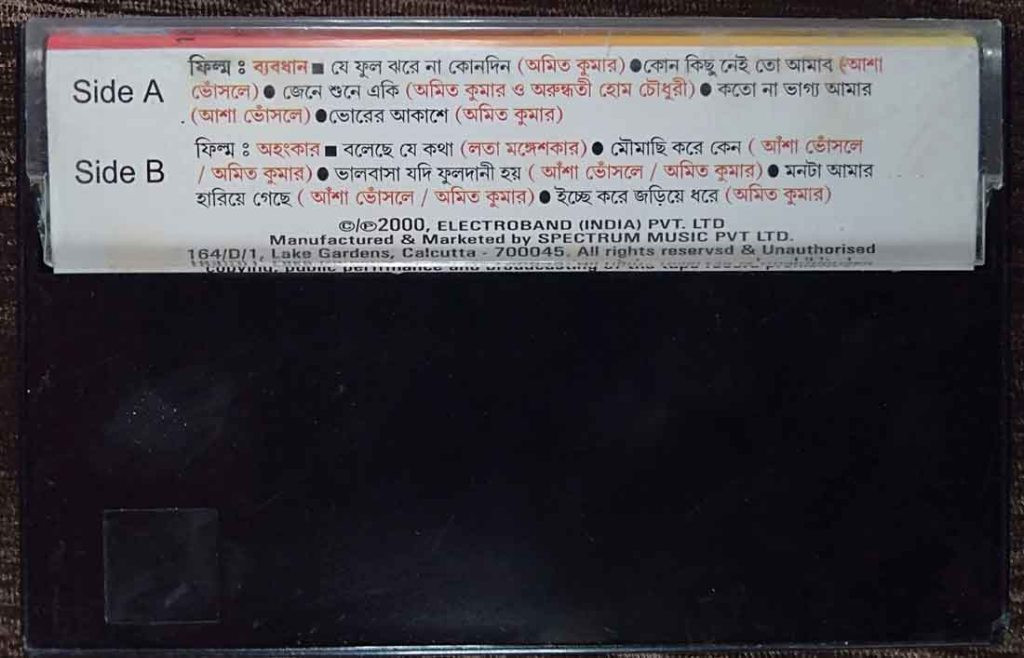 Side A
ফিল্ম : ব্যবধান ■ যে ফুল ঝরে না কোনদিন (অমিত কুমার) ● কোন কিছু নেই তো আমার (আশা
ভোঁসলে) ● জেনে শুনে একি (অমিত কুমার ও অরুন্ধতী হোম চৌধুরী) ● কতো না ভাগ্য আমার
(আশা ভোঁসলে) ● ভোরের আকাশে (অমিত কুমার)
Side B
ফিল্ম : অহংকার ■ বলেছে যে কথা (লতা মঙ্গেশকার) ● মৌমাছি করে কেন ( আঁশা ভোঁসলে
/ অমিত কুমার) ● ভালবাসা যদি ফুলদানী হয় ( আঁশা ভোঁসলে / অমিত কুমার) ● মনটা আমার
হারিয়ে গেছে ( আঁশা ভোঁসলে / অমিত কুমার) ● ইচ্ছে করে জড়িয়ে ধরে (অমিত কুমার)
©/℗2000, ELECTROBAND (INDIA) PVT. LTD
Manufactured & Marketed by SPECTRUM MUSIC PVT LTD.
164/D/1, Lake Gardens, Calcutta - 700045. All rights reservsd & Unauthorised